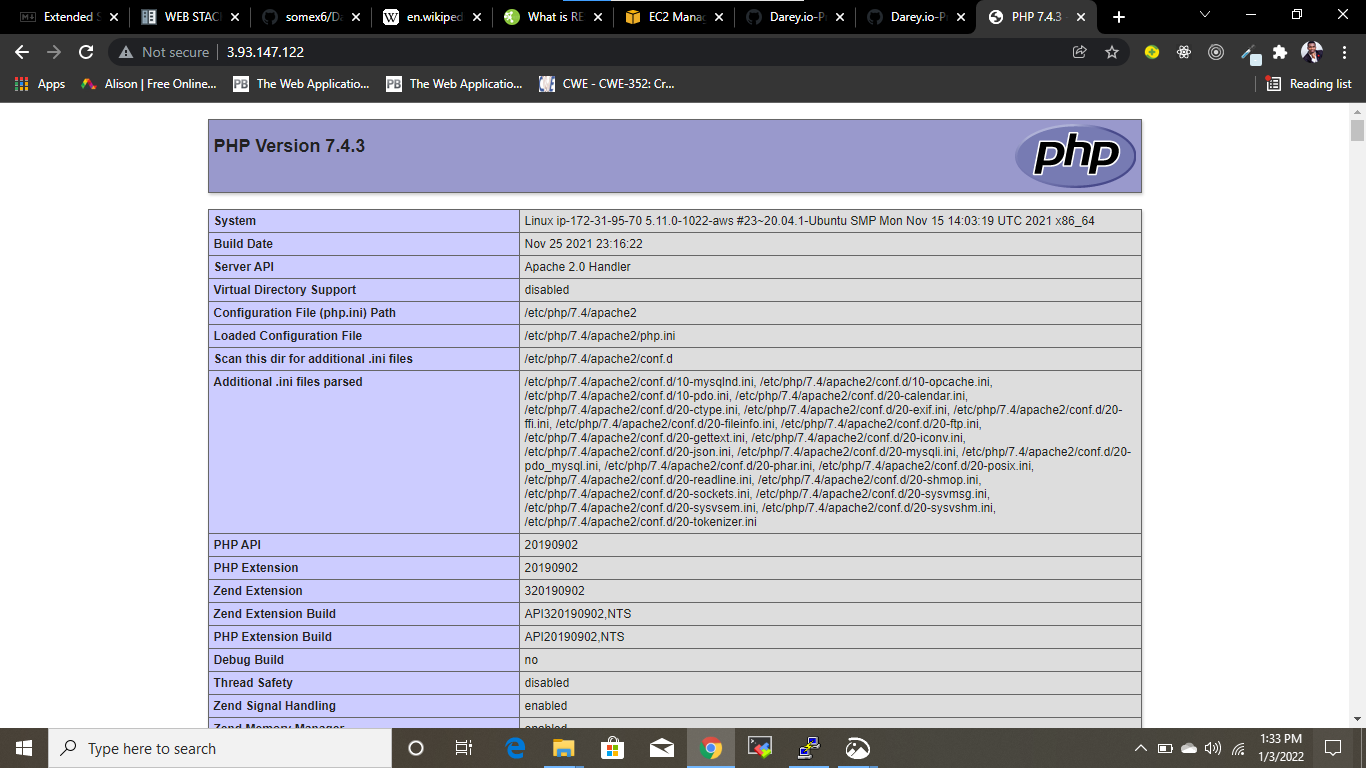 Extended S
WEB STAC
somex6/Da
en.wikiped
What is RE
EC2 Mana
Darey.io-Pr
Darey.io-Pr
PHP 7.4.3 -
Not secure
3.93.147.122
Apps
Alison | Free Online...
PB
The Web Applicatio...
PB
The Web Applicatio...
CWE - CWE-352: Cr...
Reading list
PHP Version 7.4.3
php
System
Linux ip-172-31-95-70 5.11.0-1022-aws #23~20.04.1-Ubuntu SMP Mon Nov 15 14:03:19 UTC 2021 x86_64
Build Date
Nov 25 2021 23:16:22
Server API
Apache 2.0 Handler
Virtual Directory Support
disabled
Configuration File (php.ini) Path
/etc/php/7.4/apache2
Loaded Configuration File
/etc/php/7.4/apache2/php.ini
Scan this dir for additional .ini files
/etc/php/7.4/apache2/conf.d
Additional .ini files parsed
/etc/php/7.4/apache2/conf.d/10-mysqlnd.ini, /etc/php/7.4/apache2/conf.d/10-opcache.ini,
/etc/php/7.4/apache2/conf.d/10-pdo.ini, /etc/php/7.4/apache2/conf.d/20-calendar.ini,
/etc/php/7.4/apache2/conf.d/20-ctype.ini, /etc/php/7.4/apache2/conf.d/20-exif.ini, /etc/php/7.4/apache2/conf.d/20-
ffi.ini, /etc/php/7.4/apache2/conf.d/20-fileinfo.ini, /etc/php/7.4/apache2/conf.d/20-ftp.ini,
/etc/php/7.4/apache2/conf.d/20-gettext.ini, /etc/php/7.4/apache2/conf.d/20-iconv.ini,
/etc/php/7.4/apache2/conf.d/20-json.ini, /etc/php/7.4/apache2/conf.d/20-mysqli.ini, /etc/php/7.4/apache2/conf.d/20-
pdo_mysql.ini, /etc/php/7.4/apache2/conf.d/20-phar.ini, /etc/php/7.4/apache2/conf.d/20-posix.ini,
/etc/php/7.4/apache2/conf.d/20-readline.ini, /etc/php/7.4/apache2/conf.d/20-shmop.ini,
/etc/php/7.4/apache2/conf.d/20-sockets.ini, /etc/php/7.4/apache2/conf.d/20-sysvmsg.ini,
/etc/php/7.4/apache2/conf.d/20-sysvsem.ini, /etc/php/7.4/apache2/conf.d/20-sysvshm.ini,
/etc/php/7.4/apache2/conf.d/20-tokenizer.ini
PHP API
20190902
PHP Extension
20190902
Zend Extension
320190902
Zend Extension Build
API320190902,NTS
PHP Extension Build
API20190902,NTS
Debug Build
no
Thread Safety
disabled
Zend Signal Handling
enabled
Zend Memory Manager
enabled
Type here to search
1:33 PM
1/3/2022